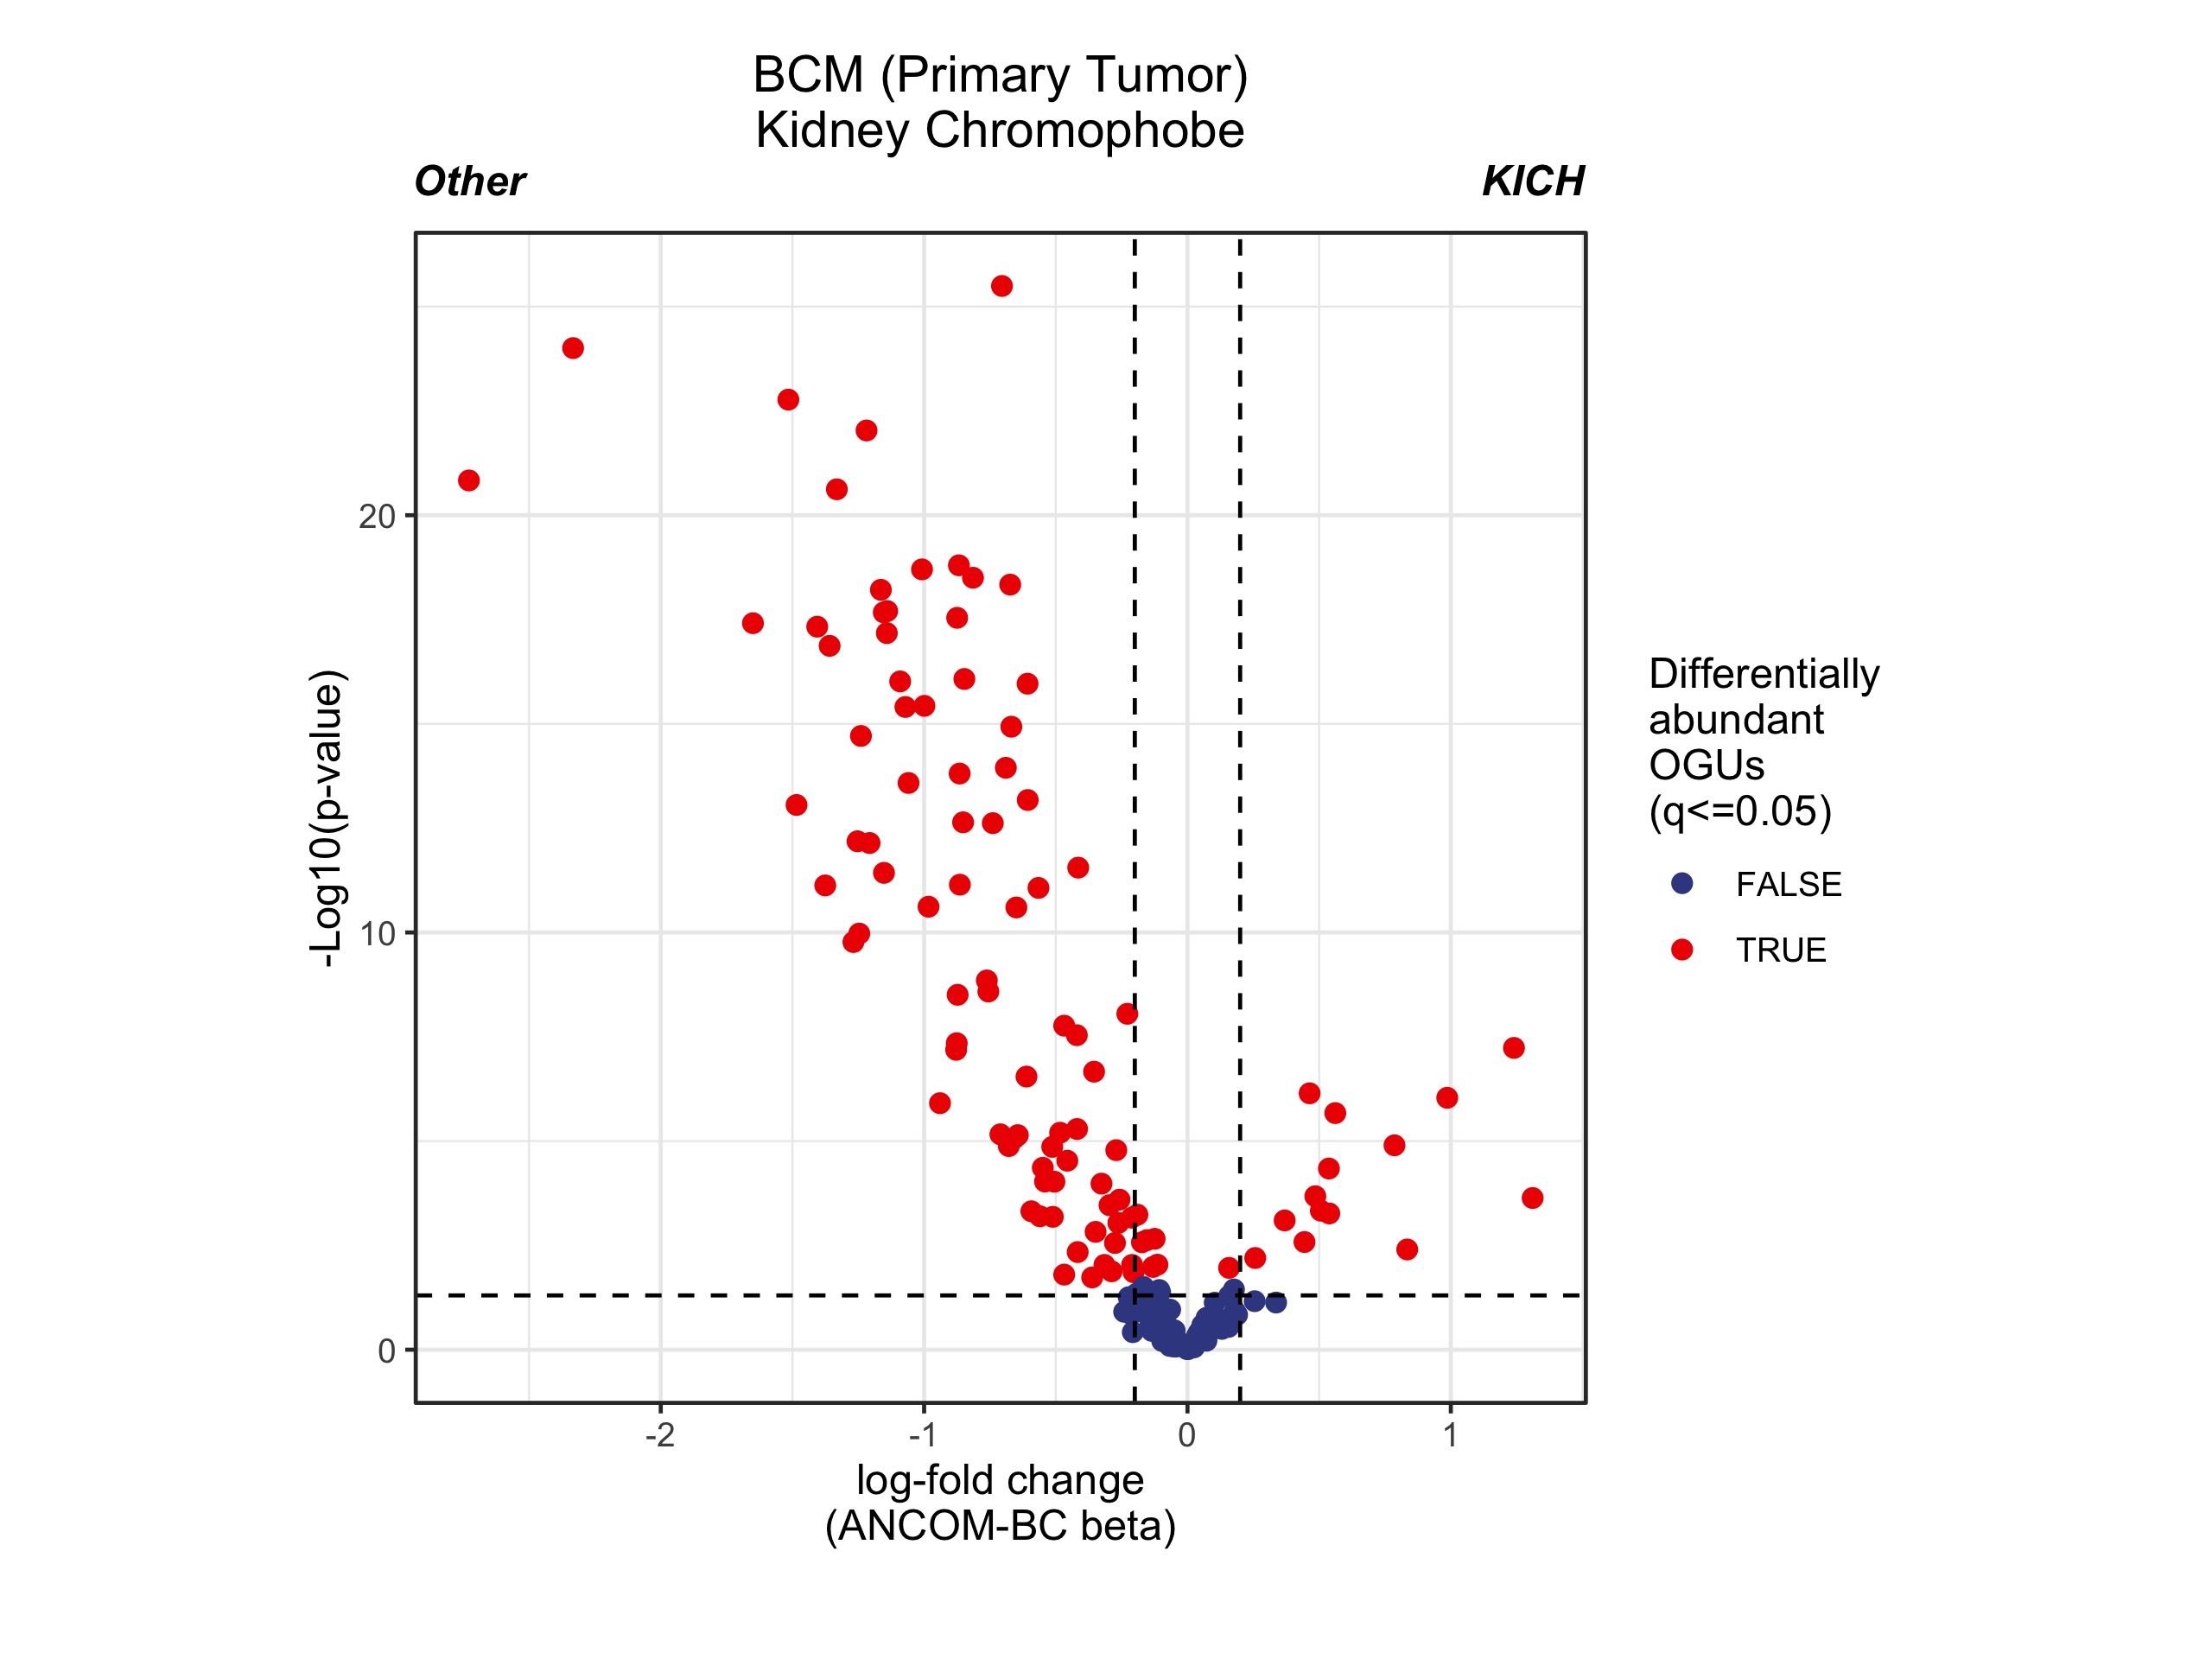 BCM (Primary Tumor)
Kidney Chromophobe
Other
KICH
-Log10(p-value)
20
10
0
-2
-1
0
1
log-fold change
(ANCOM-BC beta)
Differentially
abundant
OGUs
(q<=0.05)
FALSE
TRUE